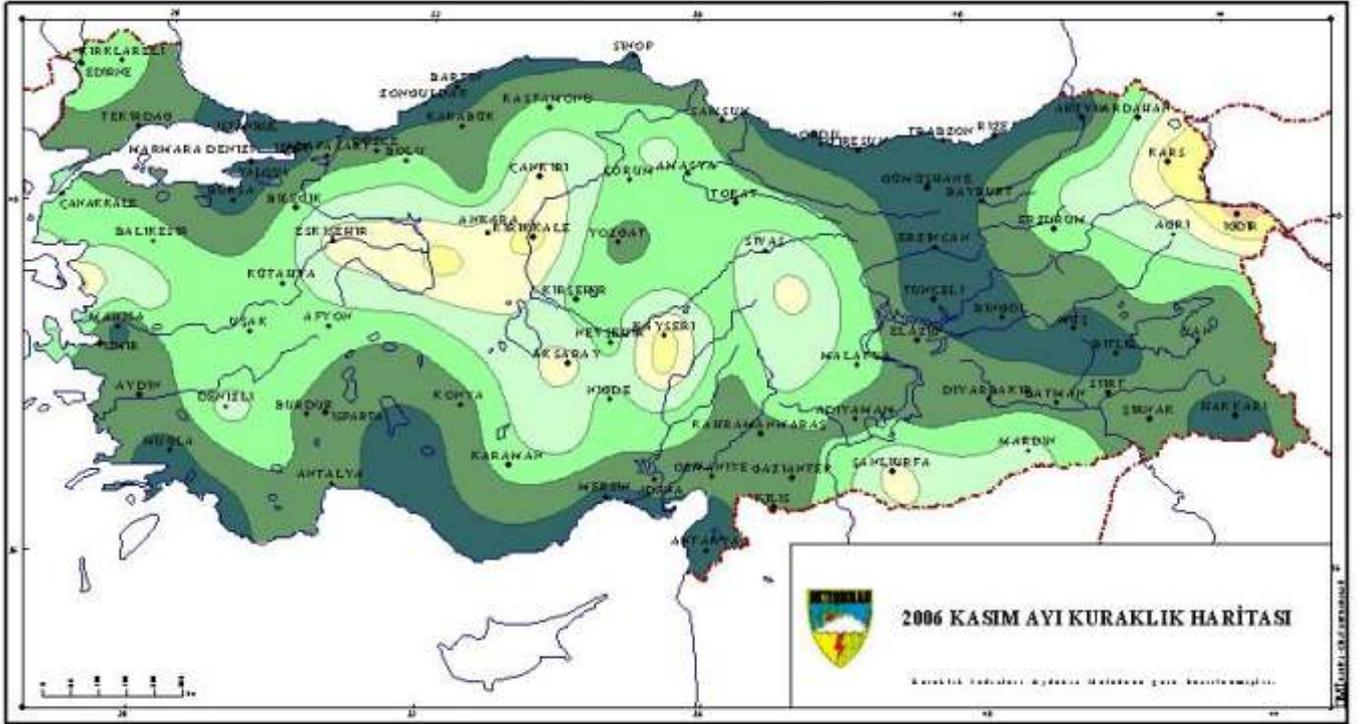 SİNOP
KIRKLARELİ
EDİRNE
BARTIN
ZONGULDAK
KASTAMONU
TEKİRDAĞ
KARABÜK
SAMSUN
ARDAHAN
ORDU
TRABZON
RİZE
MARMARA DENİZİ
BOLU
KARS
YALOVA
ÇANKIRI
ÇORUM
AMASYA
GÜMÜŞHANE
BURSA
BİLECİK
TOKAT
BAYBURT
ÇANAKKALE
ANKARA
ERZURUM
AĞRI
IĞDIR
BALIKESİR
ESKİŞEHİR
KIRIKKALE
YOZGAT
SİVAS
ERZİNCAN
KÜTAHYA
KIRŞEHİR
TUNCELİ
BİNGÖL
MANİSA
UŞAK
AFYON
NEVŞEHİR
KAYSERİ
ELAZIĞ
MUŞ
VAN
İZMİR
AKSARAY
MALATYA
BİTLİS
AYDIN
DENİZLİ
BURDUR
ISPARTA
KONYA
NİĞDE
DİYARBAKIR
BATMAN
SİİRT
KAHRAMANMARAŞ
ADIYAMAN
ŞIRNAK
HAKKARİ
MUĞLA
MARDİN
ANTALYA
KARAMAN
OSMANİYE
GAZİANTEP
ŞANLIURFA
MERSİN
ADANA
KİLİS
ANTAKYA
2006 KASIM AYI KURAKLIK HARİTASI